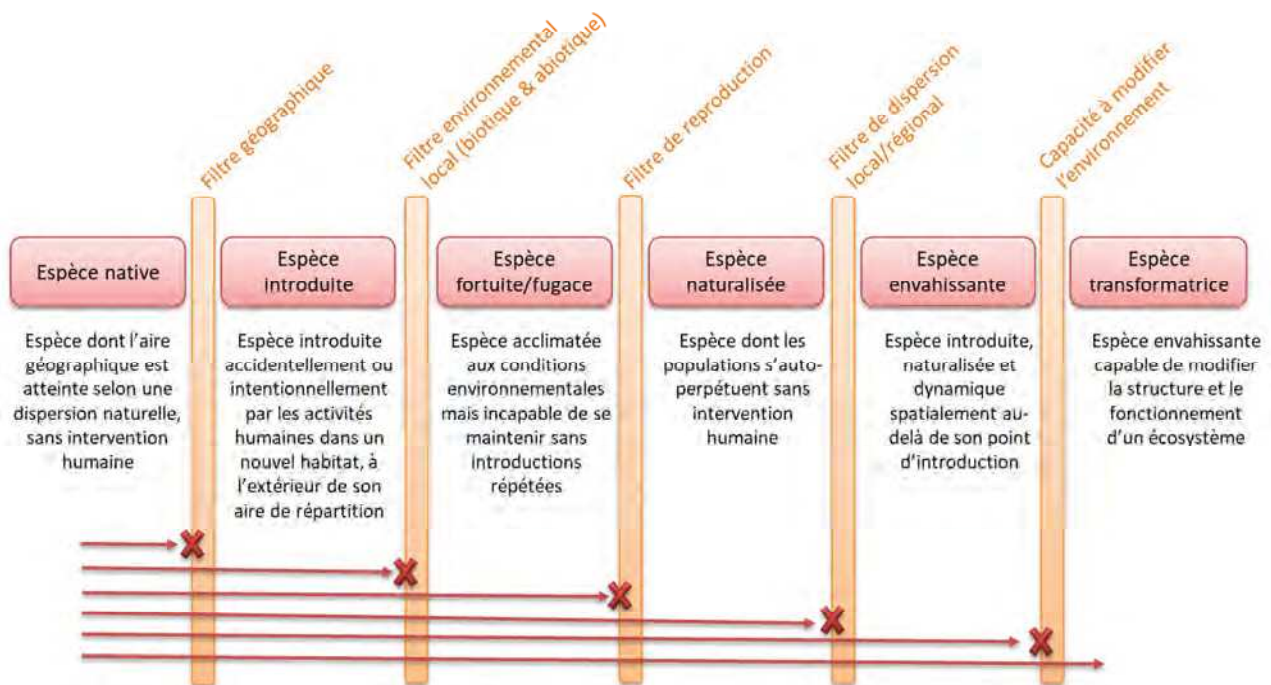 Filtre géographique
Filtre environmental
local (biotique & abiotique)
Filtre de reproduction
Filtre de dispersion
local/régional
Capacité à modifier
l'environnement
Espèce native
Espèce
introduite
Espèce
fortuite/fugace
Espèce
naturalisée
Espèce
envahissante
Espèce
transformatrice
Espèce dont l'aire
géographique est
atteinte selon une
dispersion naturelle,
sans intervention
humaine
Espèce introduite
accidentellement ou
intentionnellement
par les activités
humaines dans un
nouvel habitat, à
l'extérieur de son
aire de répartition
Espèce acclimatée
aux conditions
environnementales
mais incapable de se
maintenir sans
introductions
répétées
Espèce dont les
populations s'auto-
perpétuent sans
intervention
humaine
Espèce introduite,
naturalisée et
dynamique
spatialement au-
delà de son point
d'introduction
Espèce envahissante
capable de modifier
la structure et le
fonctionnement
d'un écosystème